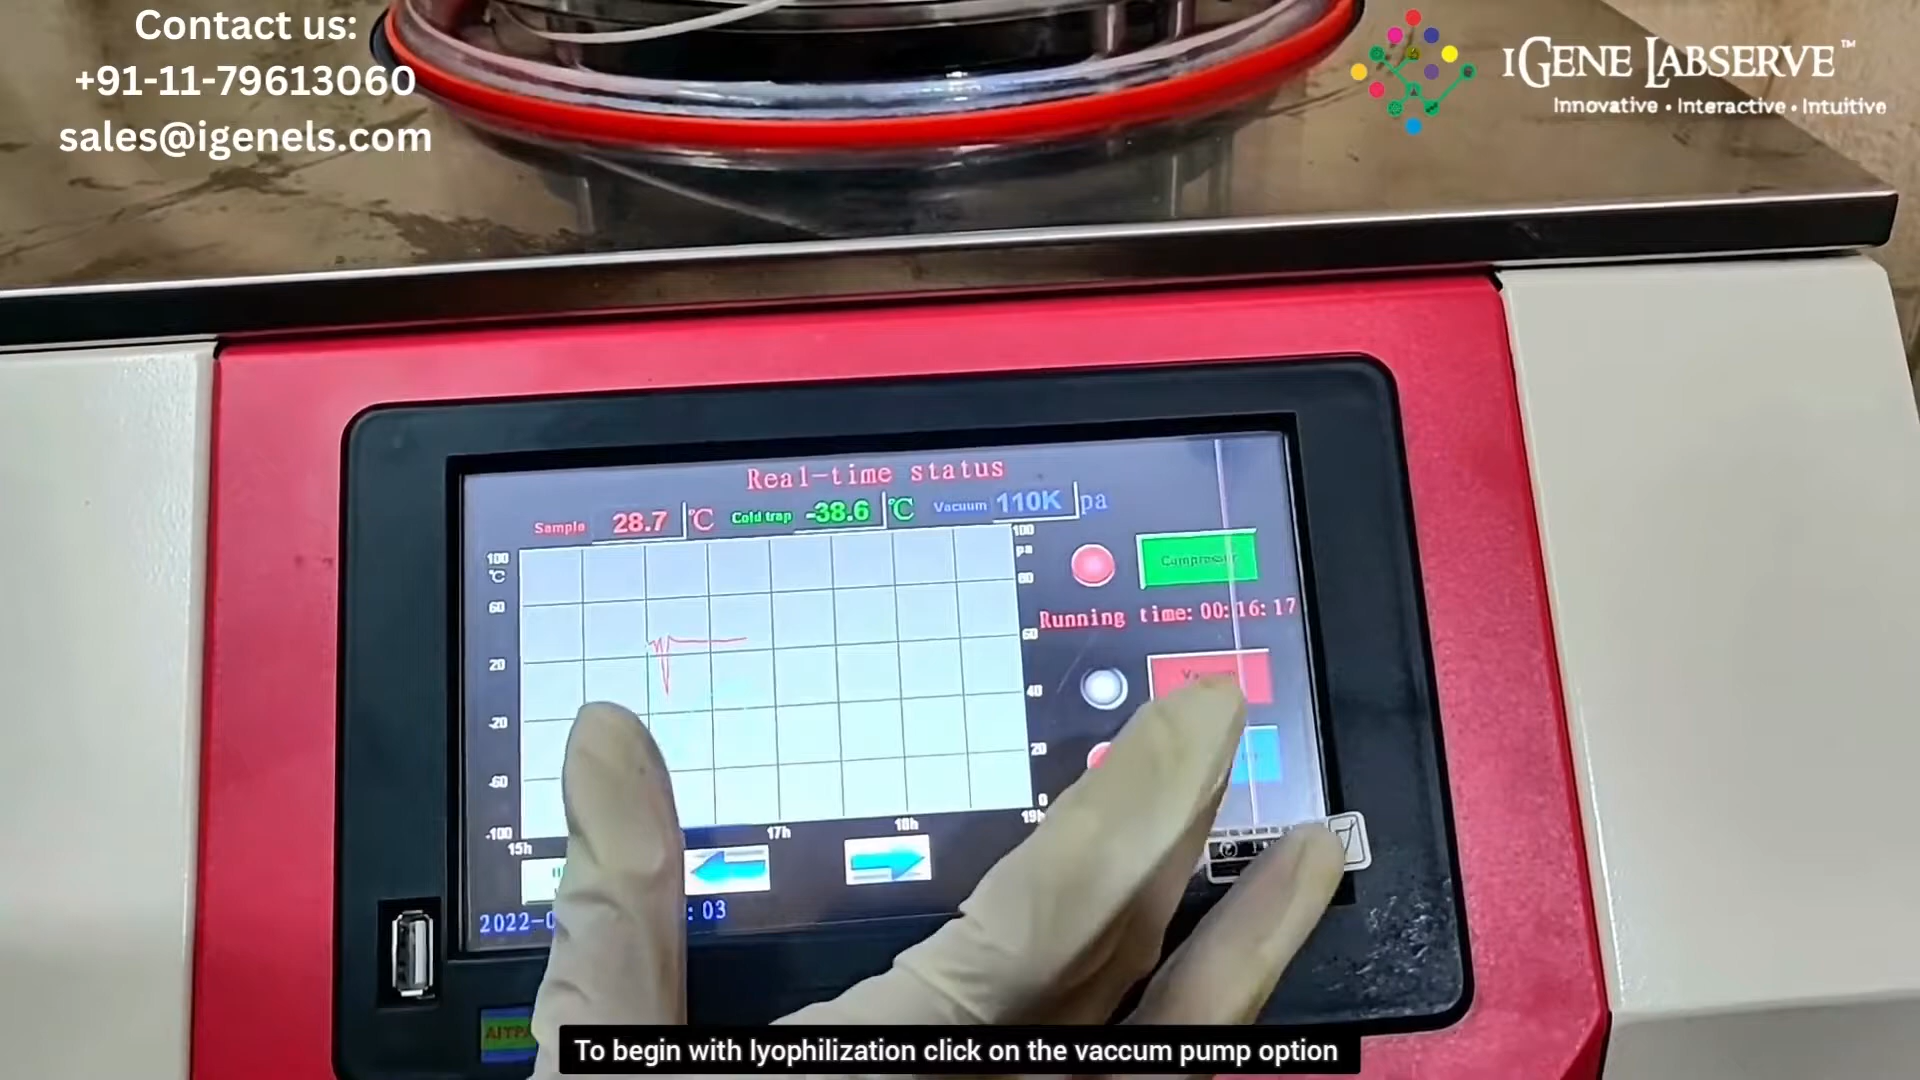 Contact us:
+91-11-79613060
sales@igenels.com
iGENE LABSERVE™
Innovative • Interactive • Intuitive
Real-time status
Sample 28.7 ℃ Cold trap -38.6 ℃ Vacuum 110K pa
100
℃
60
20
-20
-60
-100
100
pa
80
60
40
20
0
15h
17h
18h
19h
Compressor
Running time: 00:16:17
2022-0
: 03
To begin with lyophilization click on the vaccum pump option